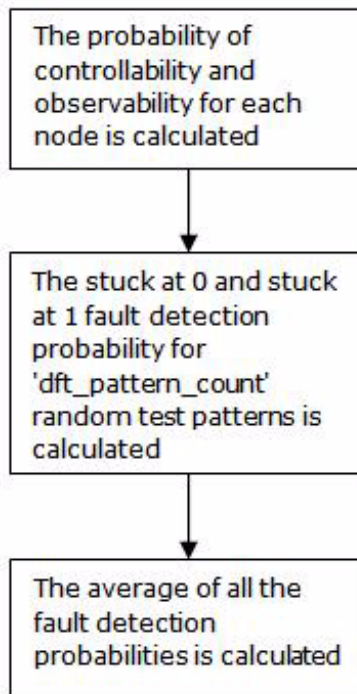 The probability of
controllability and
observability for each
node is calculated
The stuck at 0 and stuck
at 1 fault detection
probability for
'dft_pattern_count'
random test patterns is
calculated
The average of all the
fault detection
probabilities is calculated